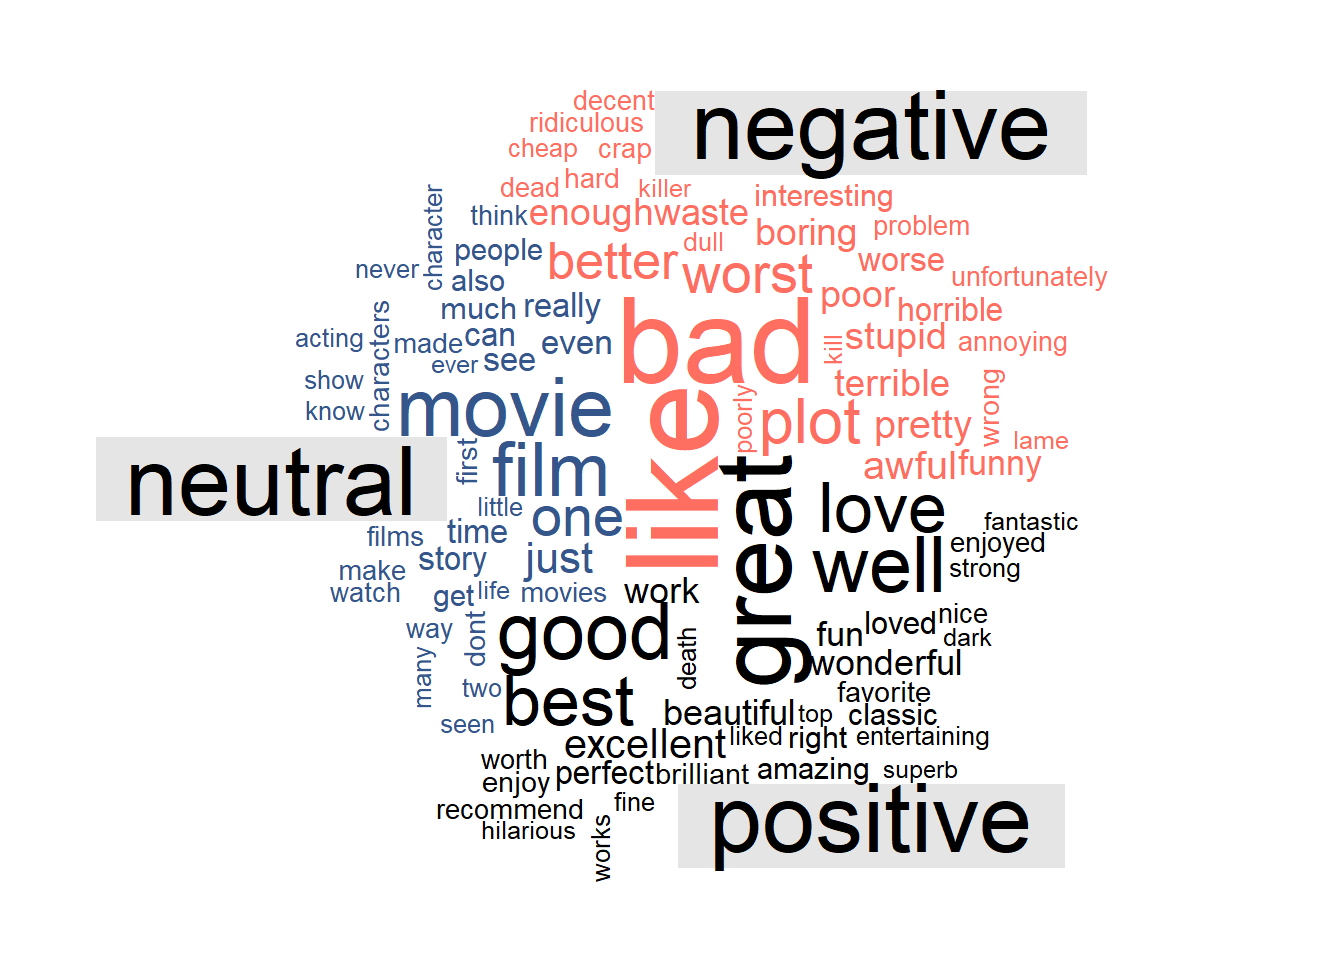 decent
negative
ridiculous
cheap
crap
dead
hard
killer
interesting
character
think
enough
waste
problem
people
better
dull
boring
worse
never
also
worst
unfortunately
much
really
bad
poor
horrible
acting
characters
made
can
even
kill
stupid
annoying
ever
see
show
terrible
know
movie
like
poorly
plot
pretty
wrong
lame
neutral
first
film
great
awful
funny
little
one
love
fantastic
films
time
well
enjoyed
story
just
strong
make
watch
get
life
movies
work
way
dont
good
death
fun
loved
nice
dark
many
two
wonderful
best
favorite
seen
beautiful
top
classic
excellent
liked
right
entertaining
worth
enjoy
perfect
brilliant
amazing
superb
recommend
fine
positive
hilarious
works